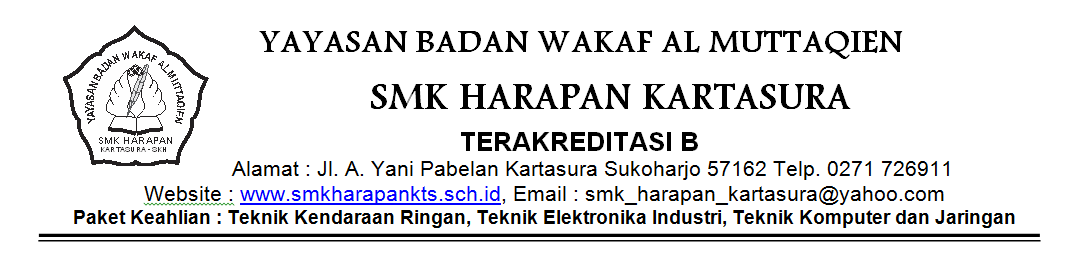 YAYASAN BADAN WAKAF AL MUTTAQIEN
SMK HARAPAN KARTASURA
TERAKREDITASI B
Alamat : Jl. A. Yani Pabelan Kartasura Sukoharjo 57162 Telp. 0271 726911
Website : www.smkharapankts.sch.id, Email : smk_harapan_kartasura@yahoo.com
Paket Keahlian : Teknik Kendaraan Ringan, Teknik Elektronika Industri, Teknik Komputer dan Jaringan
YAYASAN BADAN WAKAF AL MUTTAQIEN
SMK HARAPAN
KARTASURA - SKH